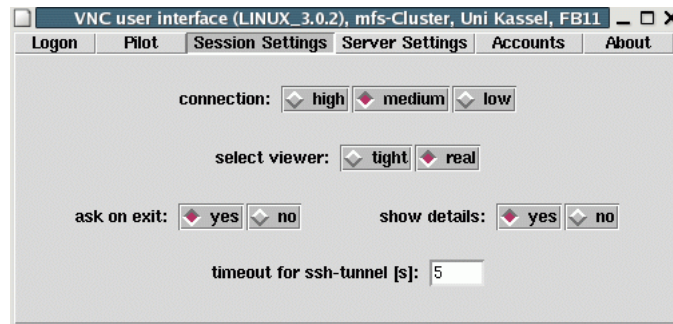 VNC user interface (LINUX_3.0.2), mfs-Cluster, Uni Kassel, FB11
Logon Pilot Session Settings Server Settings Accounts About
connection: high medium low
select viewer: tight real
ask on exit: yes no show details: yes no
timeout for ssh-tunnel [s]: 5